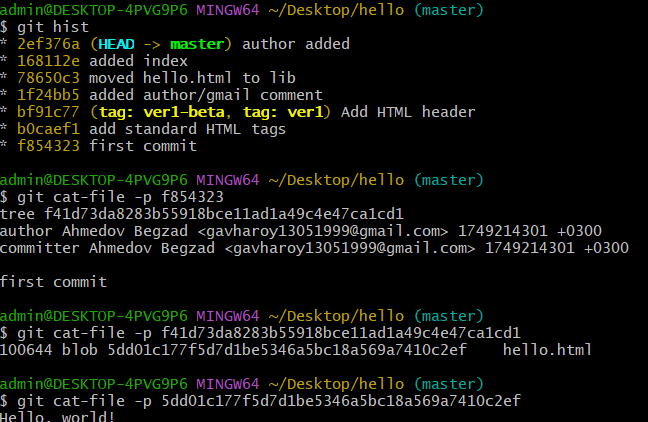 admin@DESKTOP-4PVG9P6 MINGW64 ~/Desktop/hello (master)
$ git hist
* 2ef376a (HEAD -> master) author added
* 168112e added index
* 78650c3 moved hello.html to lib
* 1f24bb5 added author/gmail comment
* bf91c77 (tag: ver1-beta, tag: ver1) Add HTML header
* b0caef1 add standard HTML tags
* f854323 first commit
admin@DESKTOP-4PVG9P6 MINGW64 ~/Desktop/hello (master)
$ git cat-file -p f854323
tree f41d73da8283b55918bce11ad1a49c4e47ca1cd1
author Ahmedov Begzad <gavharoy13051999@gmail.com> 1749214301 +0300
committer Ahmedov Begzad <gavharoy13051999@gmail.com> 1749214301 +0300
first commit
admin@DESKTOP-4PVG9P6 MINGW64 ~/Desktop/hello (master)
$ git cat-file -p f41d73da8283b55918bce11ad1a49c4e47ca1cd1
100644 blob 5dd01c177f5d7d1be5346a5bc18a569a7410c2ef    hello.html
admin@DESKTOP-4PVG9P6 MINGW64 ~/Desktop/hello (master)
$ git cat-file -p 5dd01c177f5d7d1be5346a5bc18a569a7410c2ef
Hello, world!